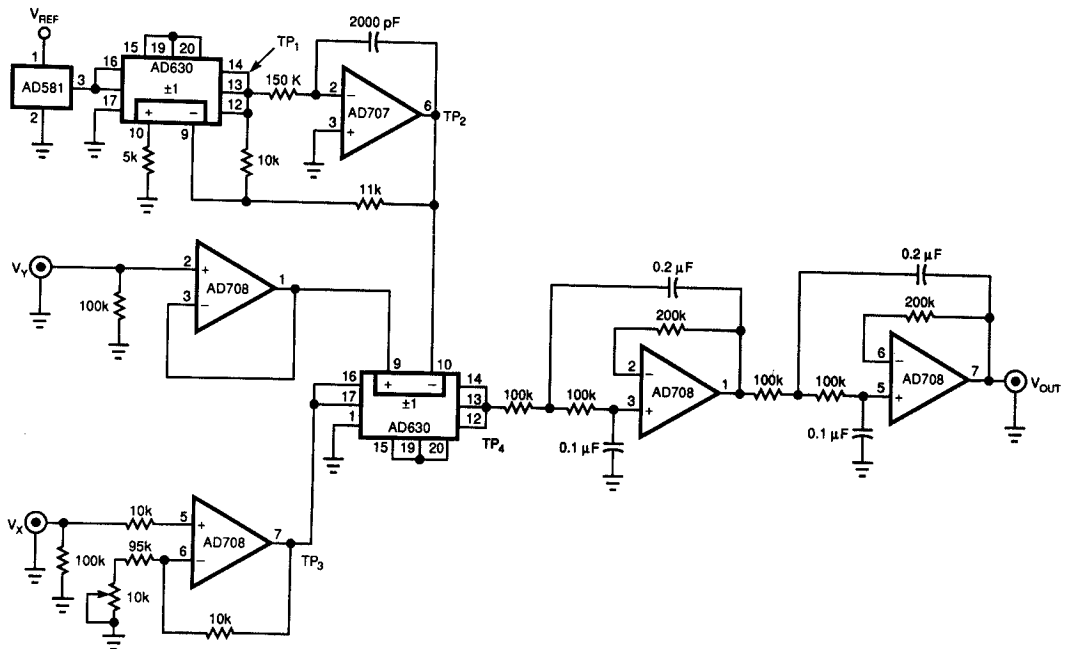 V_REF
2000 pF
1
15 19 20
TP₁
16
AD630
14
AD581
3
±1
13
150 K
2
−
AD707
6
TP₂
17
12
3
+
2
+
−
10
9
5k
10k
11k
V_Y
2
+
1
AD708
3
−
100k
0.2 µF
0.2 µF
200k
200k
9
10
+
−
16
14
2
−
6
−
17
±1
13
100k
100k
AD708
1
100k
100k
AD708
7
V_OUT
1
AD630
12
3
+
5
+
15 19 20
TP₄
0.1 µF
0.1 µF
V_X
10k
5
+
7
AD708
TP₃
100k
95k
6
−
10k
10k